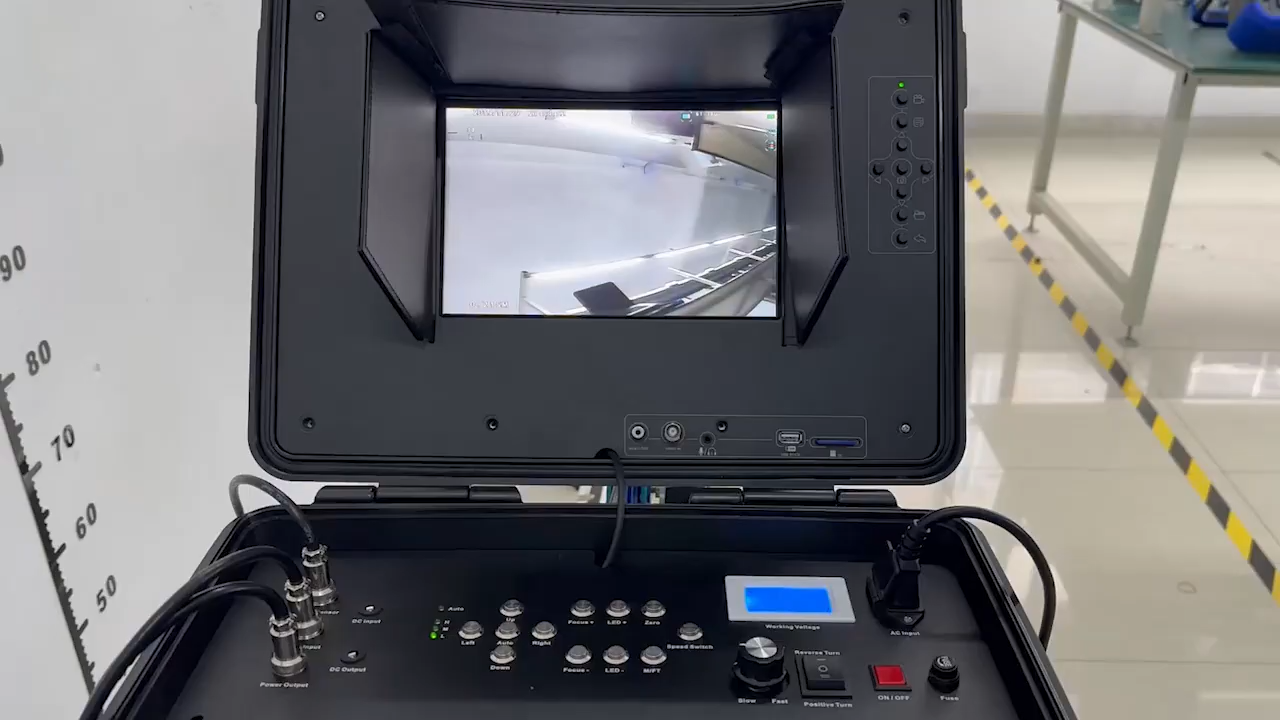 90
80
70
60
50
Auto
H
M
L
DC Input
Up
Left
Auto
Right
Down
Focus +
LED +
Zero
Focus -
LED -
M/FT
Speed Switch
Working Voltage
AC Input
DC Output
Power Output
Reverse Turn
Slow
Fast
Positive Turn
ON / OFF
Fuse